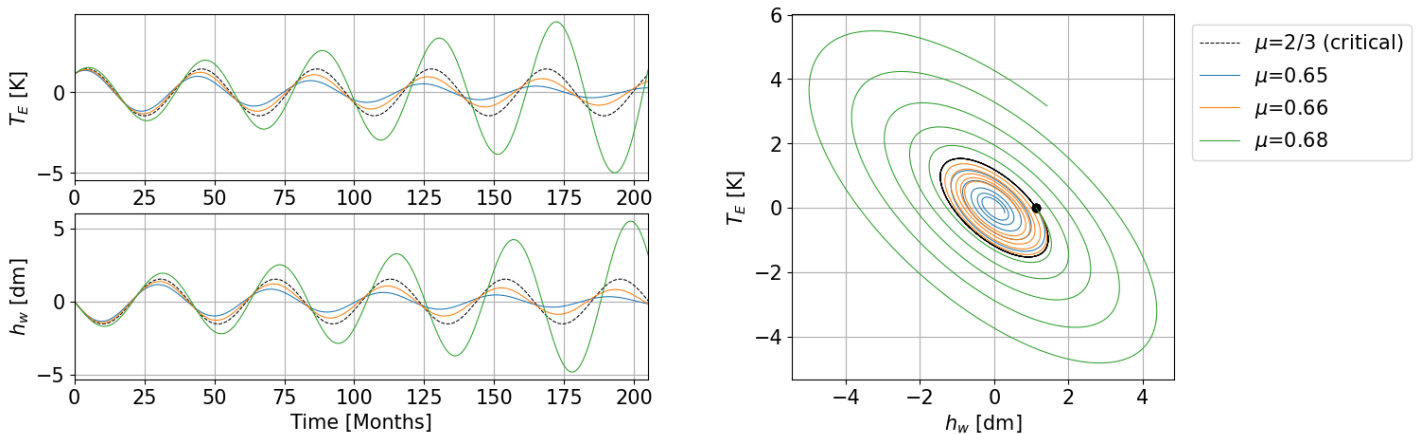 T_E [K]
0
−5
0 25 50 75 100 125 150 175 200
h_w [dm]
5
0
−5
0 25 50 75 100 125 150 175 200
Time [Months]
T_E [K]
6
4
2
0
−2
−4
−4 −2 0 2 4
h_w [dm]
μ=2/3 (critical)
μ=0.65
μ=0.66
μ=0.68